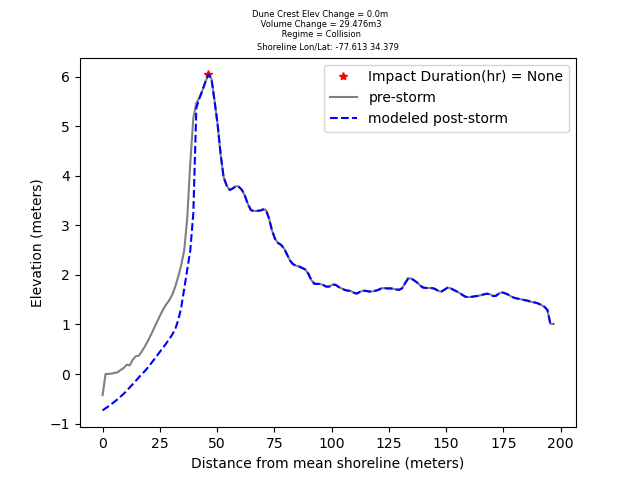 Dune Crest Elev Change = 0.0m
Volume Change = 29.476m3
Regime = Collision
Shoreline Lon/Lat: -77.613 34.379
Impact Duration(hr) = None
pre-storm
modeled post-storm
Elevation (meters)
6
5
4
3
2
1
0
−1
0 25 50 75 100 125 150 175 200
Distance from mean shoreline (meters)